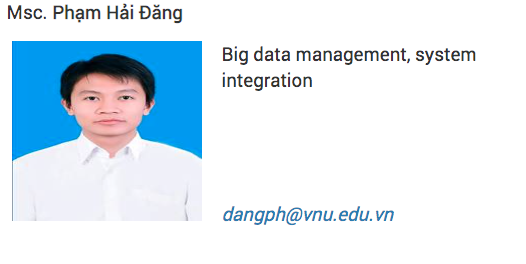 Msc. Phạm Hải Đăng
Big data management, system
integration
dangph@vnu.edu.vn